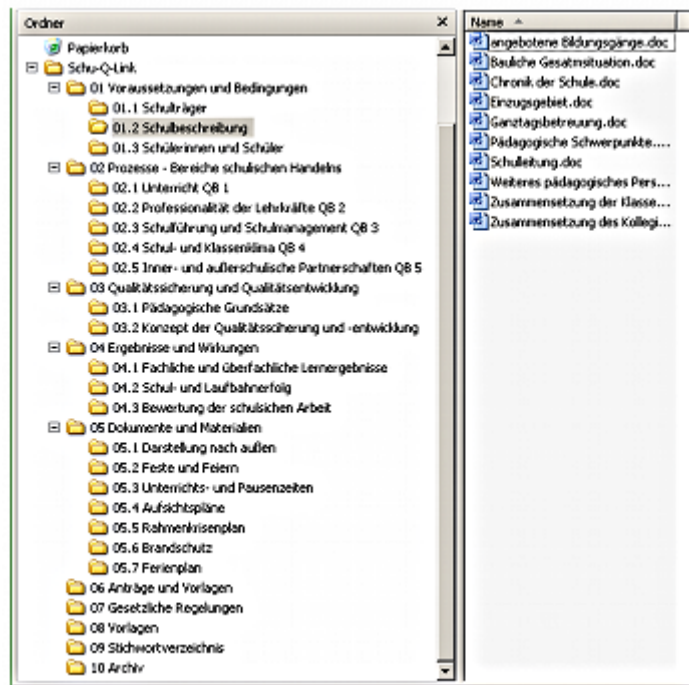 Ordner
Papierkorb
Schu-Q-Link
01 Voraussetzungen und Bedingungen
01.1 Schulträger
01.2 Schulbeschreibung
01.3 Schülerinnen und Schüler
02 Prozesse - Bereiche schulischen Handelns
02.1 Unterricht QB 1
02.2 Professionalität der Lehrkräfte QB 2
02.3 Schulführung und Schulmanagement QB 3
02.4 Schul- und Klassenklima QB 4
02.5 Inner- und außerschulische Partnerschaften QB 5
03 Qualitätssicherung und Qualitätsentwicklung
03.1 Pädagogische Grundsätze
03.2 Konzept der Qualitätssciherung und -entwicklung
04 Ergebnisse und Wirkungen
04.1 Fachliche und überfachliche Lernergebnisse
04.2 Schul- und Laufbahnerfolg
04.3 Bewertung der schulsichen Arbeit
05 Dokumente und Materialien
05.1 Darstellung nach außen
05.2 Feste und Feiern
05.3 Unterrichts- und Pausenzeiten
05.4 Aufsichtspläne
05.5 Rahmenkrisenplan
05.6 Brandschutz
05.7 Ferienplan
06 Anträge und Vorlagen
07 Gesetzliche Regelungen
08 Vorlagen
09 Stichwortverzeichnis
10 Archiv
Name
angebotene Bildungsgänge.doc
Bauliche Gesatmsituation.doc
Chronik der Schule.doc
Einzugsgebiet.doc
Ganztagsbetreuung.doc
Pädagogische Schwerpunkte....
Schulleitung.doc
Weiteres pädagogisches Pers...
Zusammensetzung der Klasse...
Zusammensetzung des Kollegi...